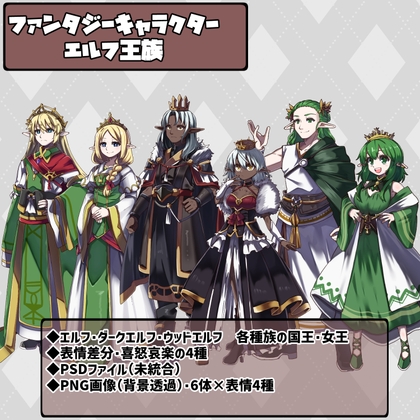 ファンタジーキャラクター
エルフ王族
◆エルフ・ダークエルフ・ウッドエルフ　各種族の国王・女王
◆表情差分・喜怒哀楽の4種
◆PSDファイル（未統合）
◆PNG画像（背景透過）・6体×表情4種